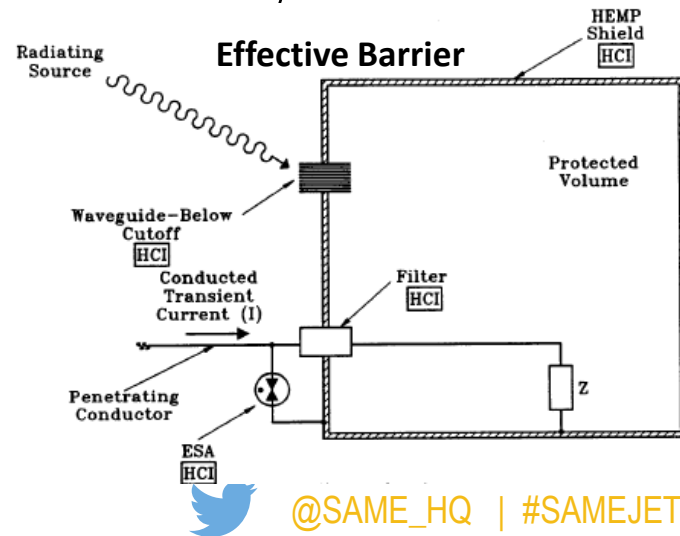 HEMP
Shield
HCI
Effective Barrier
Radiating
Source
Protected
Volume
Waveguide-Below
Cutoff
HCI
Conducted
Transient
Current (I)
Filter
HCI
Penetrating
Conductor
Z
ESA
HCI
@SAME_HQ | #SAMEJET